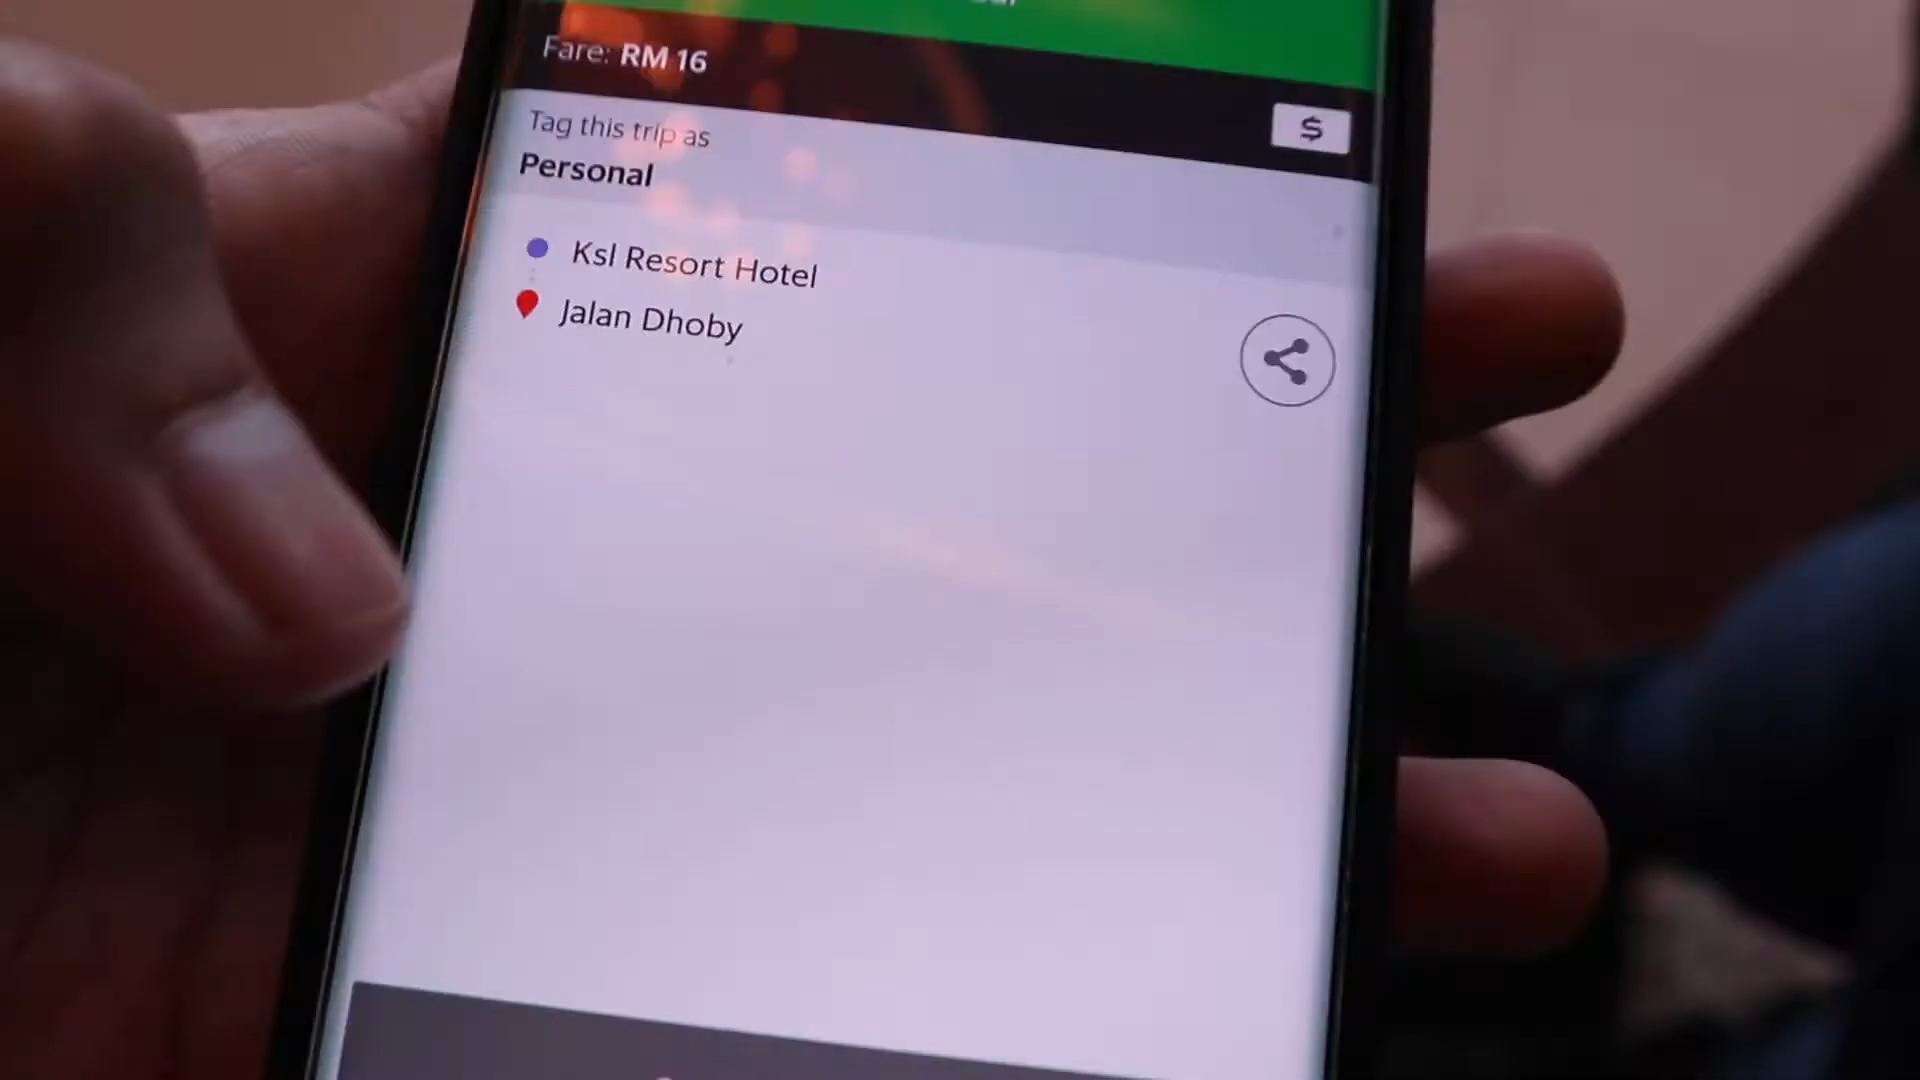 Fare: RM 16
$
Tag this trip as
Personal
Ksl Resort Hotel
Jalan Dhoby